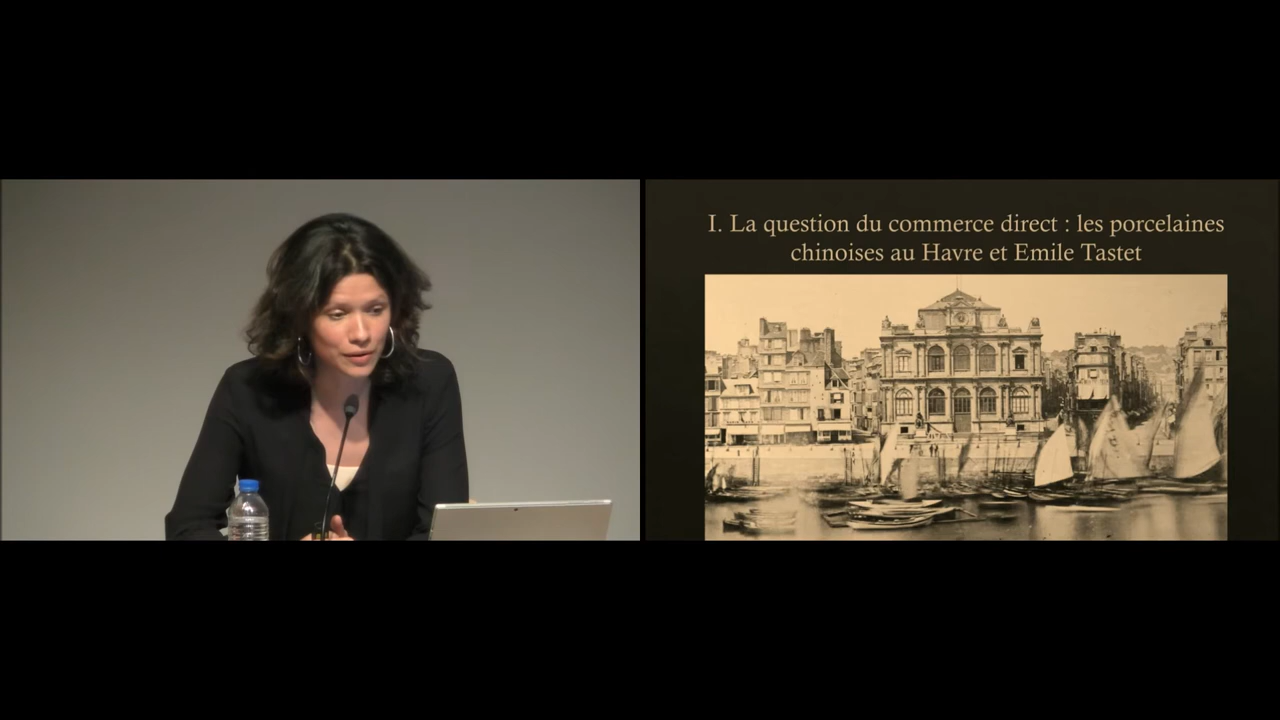 I. La question du commerce direct : les porcelaines
chinoises au Havre et Emile Tastet